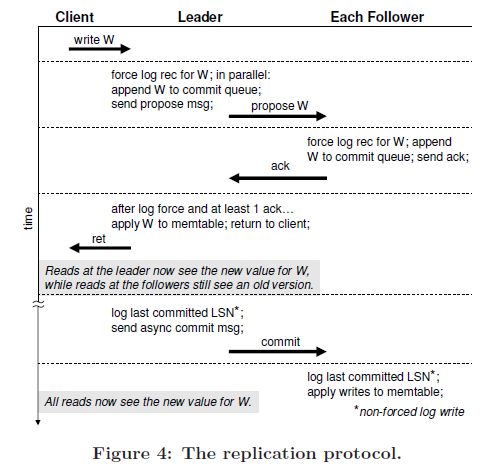 Client Leader Each Follower
write W
force log rec for W; in parallel:
append W to commit queue;
send propose msg;
propose W
force log rec for W; append
W to commit queue; send ack;
ack
after log force and at least 1 ack…
apply W to memtable; return to client;
ret
time
Reads at the leader now see the new value for W,
while reads at the followers still see an old version.
log last committed LSN*;
send async commit msg;
commit
log last committed LSN*;
apply writes to memtable;
All reads now see the new value for W.
*non-forced log write
Figure 4: The replication protocol.